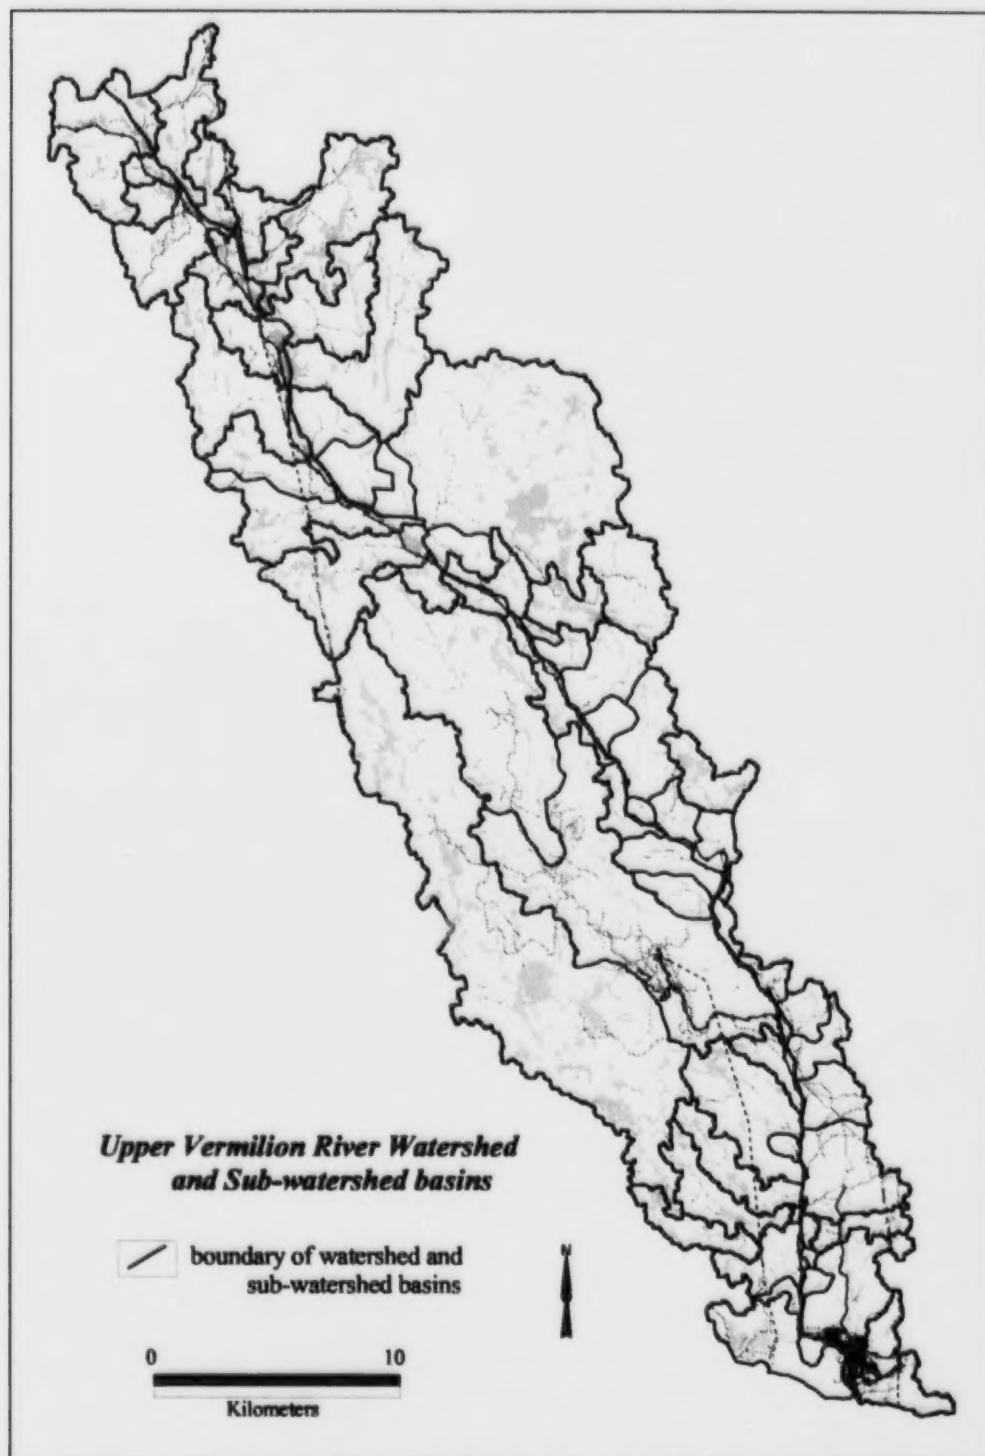 Upper Vermilion River Watershed
and Sub-watershed basins
boundary of watershed and
sub-watershed basins
N
0 10
Kilometers